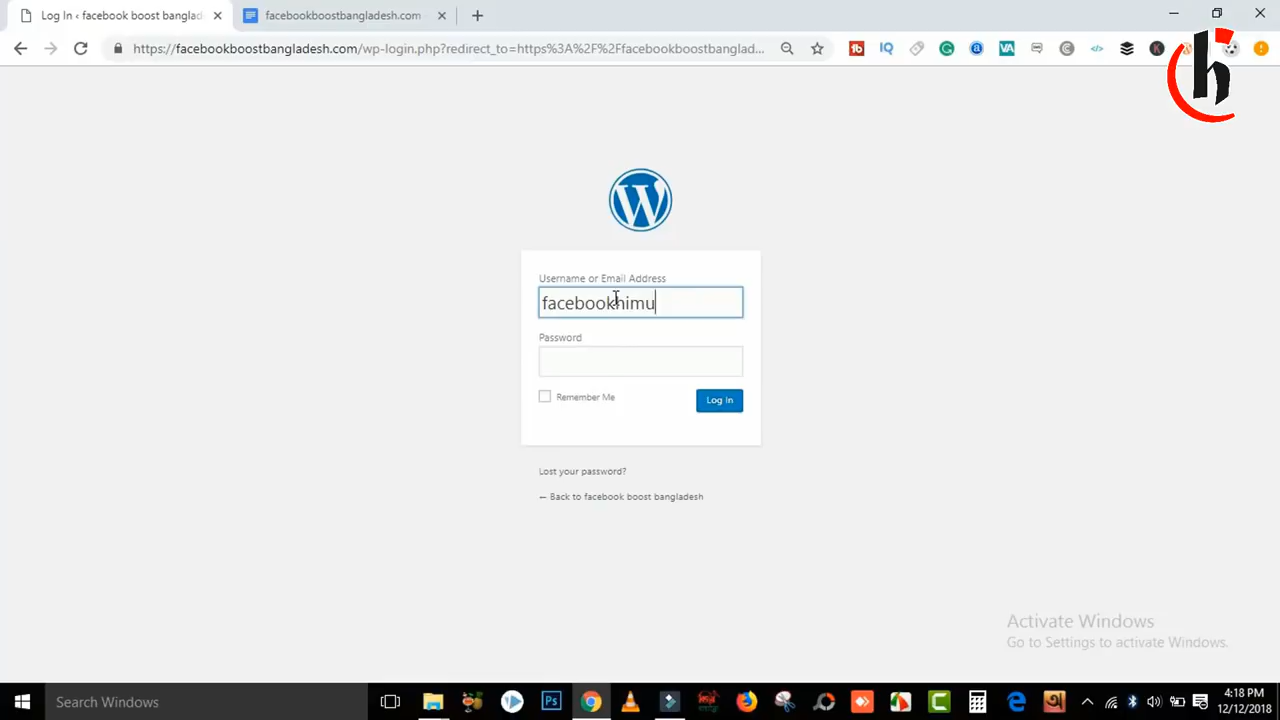 Log In ‹ facebook boost banglad
facebookboostbangladesh.com
https://facebookboostbangladesh.com/wp-login.php?redirect_to=https%3A%2F%2Ffacebookboostbanglad...
h
W
Username or Email Address
facebookhimu
Password
Remember Me
Log In
Lost your password?
← Back to facebook boost bangladesh
Activate Windows
Go to Settings to activate Windows.
Search Windows
Ps
4:18 PM
12/12/2018